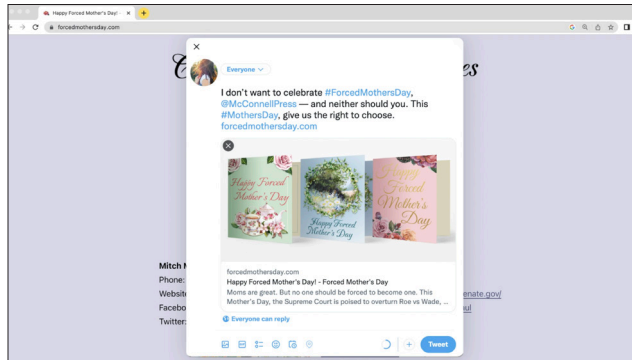 Happy Forced Mother's Day! -
forcedmothersday.com
es
Everyone
I don't want to celebrate #ForcedMothersDay,
@McConnellPress — and neither should you. This
#MothersDay, give us the right to choose.
forcedmothersday.com
Happy Forced
Mother's Day
Happy Forced
Mother's Day
Happy
Forced
Mother's
Day
forcedmothersday.com
Happy Forced Mother's Day! - Forced Mother's Day
Moms are great. But no one should be forced to become one. This
Mother's Day, the Supreme Court is poised to overturn Roe vs Wade, ...
Mitch
Phone:
Website
enate.gov/
Facebo
Twitter:
Everyone can reply
Tweet